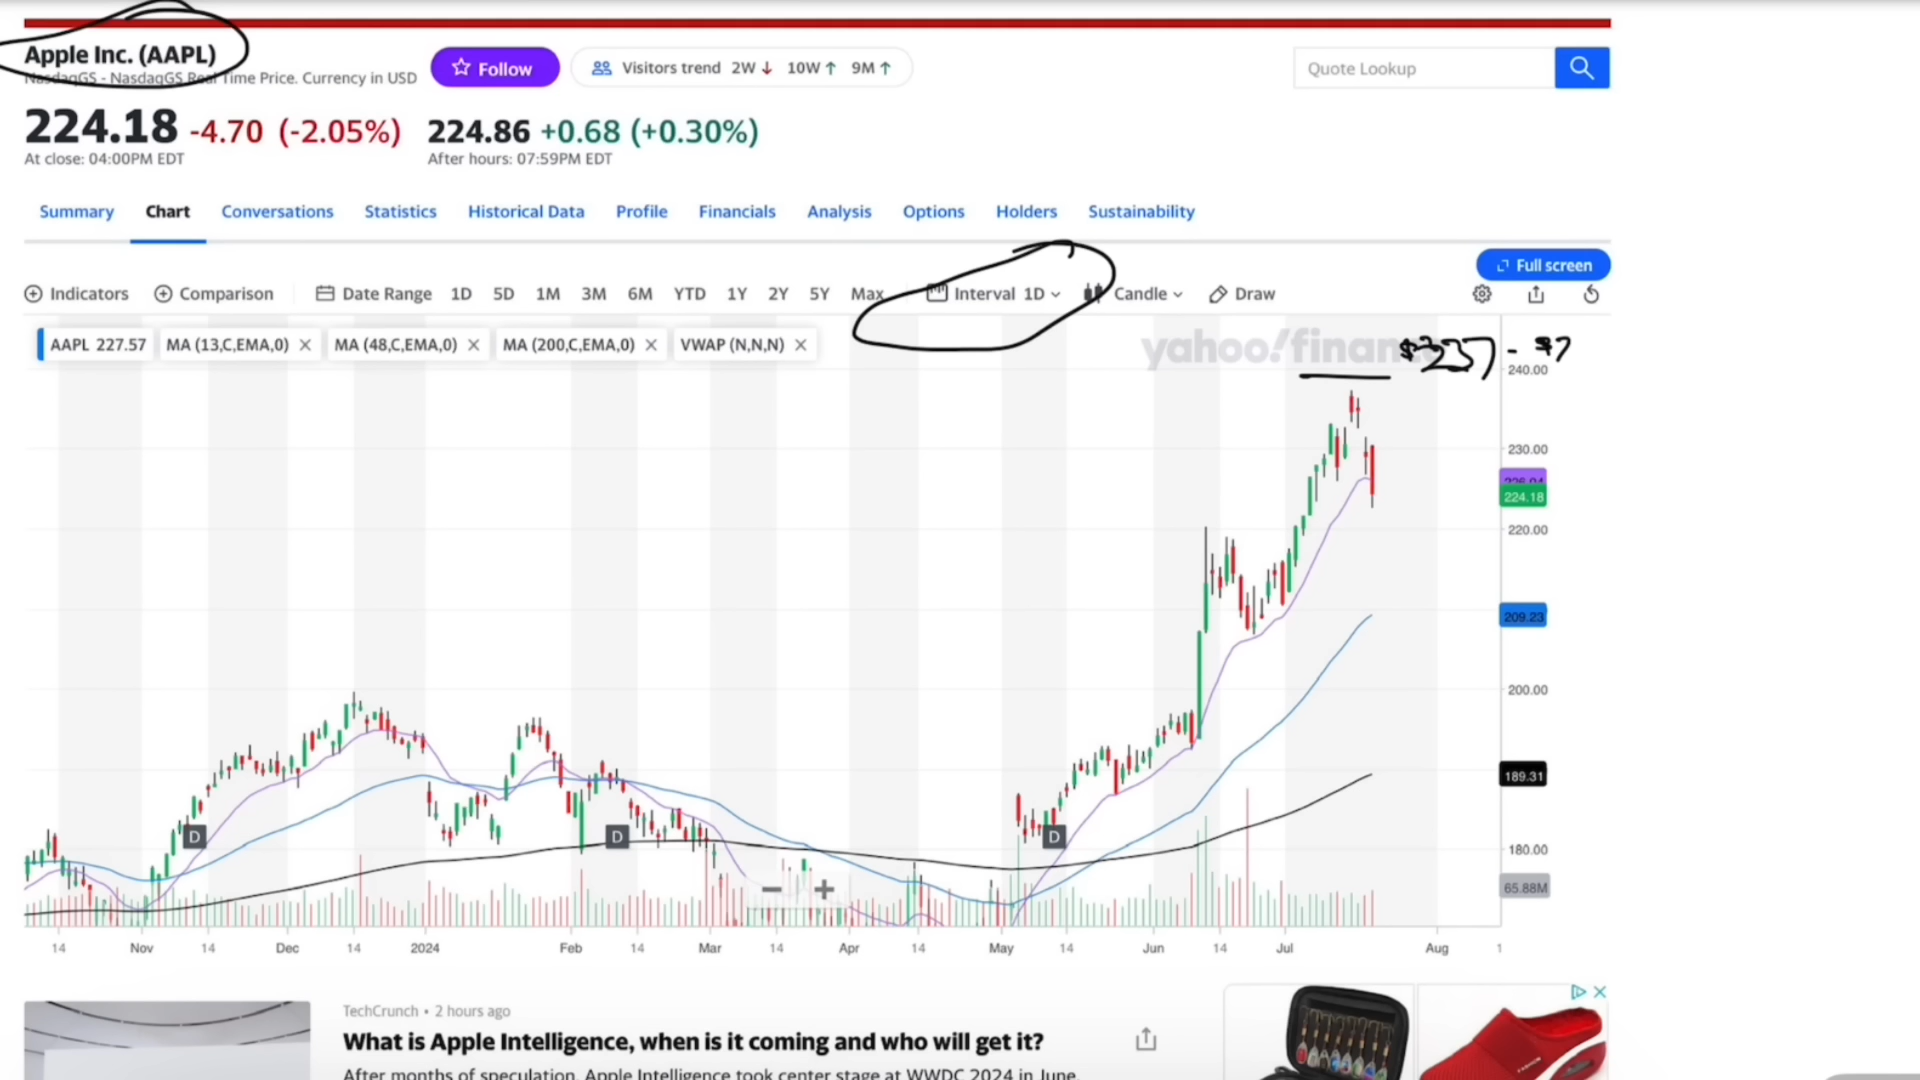 Apple Inc. (AAPL)
NasdaqGS - NasdaqGS Real Time Price. Currency in USD
Follow
Visitors trend 2W ↓ 10W ↑ 9M ↑
Quote Lookup
224.18 -4.70 (-2.05%) 224.86 +0.68 (+0.30%)
At close: 04:00PM EDT After hours: 07:59PM EDT
Summary Chart Conversations Statistics Historical Data Profile Financials Analysis Options Holders Sustainability
Full screen
Indicators Comparison Date Range 1D 5D 1M 3M 6M YTD 1Y 2Y 5Y Max Interval 1D Candle Draw
AAPL 227.57 MA (13,C,EMA,0) MA (48,C,EMA,0) MA (200,C,EMA,0) VWAP (N,N,N)
$237 -
240.00
230.00
224.18
220.00
209.23
200.00
189.31
180.00
65.88M
D D D
14 Nov 14 Dec 14 2024 Feb 14 Mar 14 Apr 14 May 14 Jun 14 Jul Aug 1
TechCrunch • 2 hours ago
What is Apple Intelligence, when is it coming and who will get it?
After months of speculation, Apple Intelligence took center stage at WWDC 2024 in June.